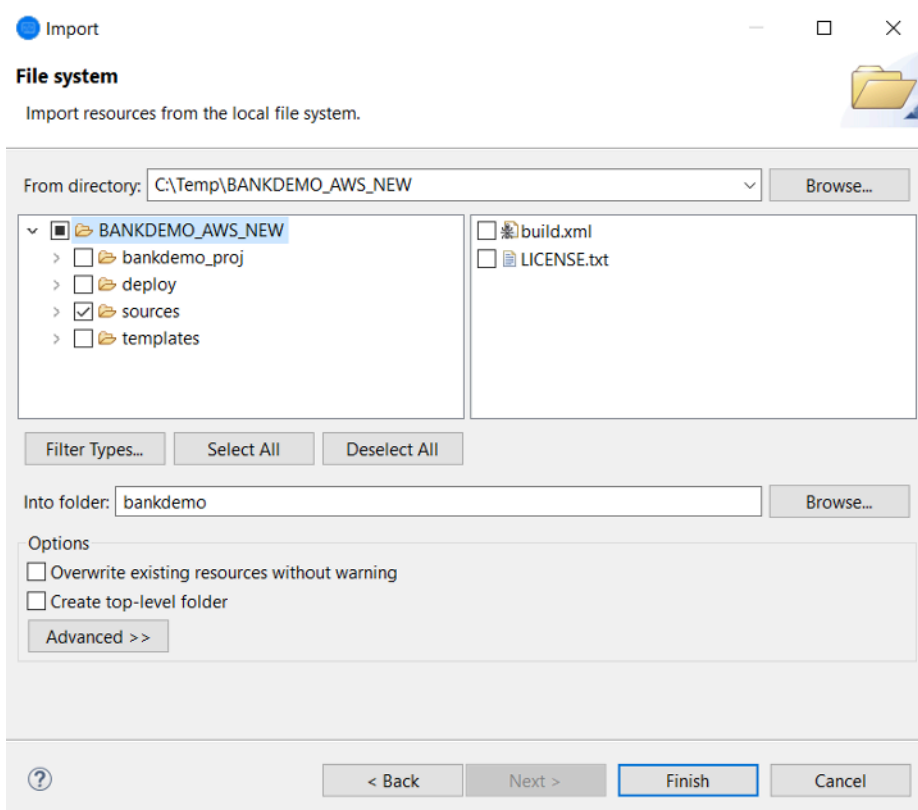 Import
File system
Import resources from the local file system.
From directory: C:\Temp\BANKDEMO_AWS_NEW Browse...
BANKDEMO_AWS_NEW
bankdemo_proj
deploy
sources
templates
build.xml
LICENSE.txt
Filter Types... Select All Deselect All
Into folder: bankdemo Browse...
Options
Overwrite existing resources without warning
Create top-level folder
Advanced >>
? < Back Next > Finish Cancel